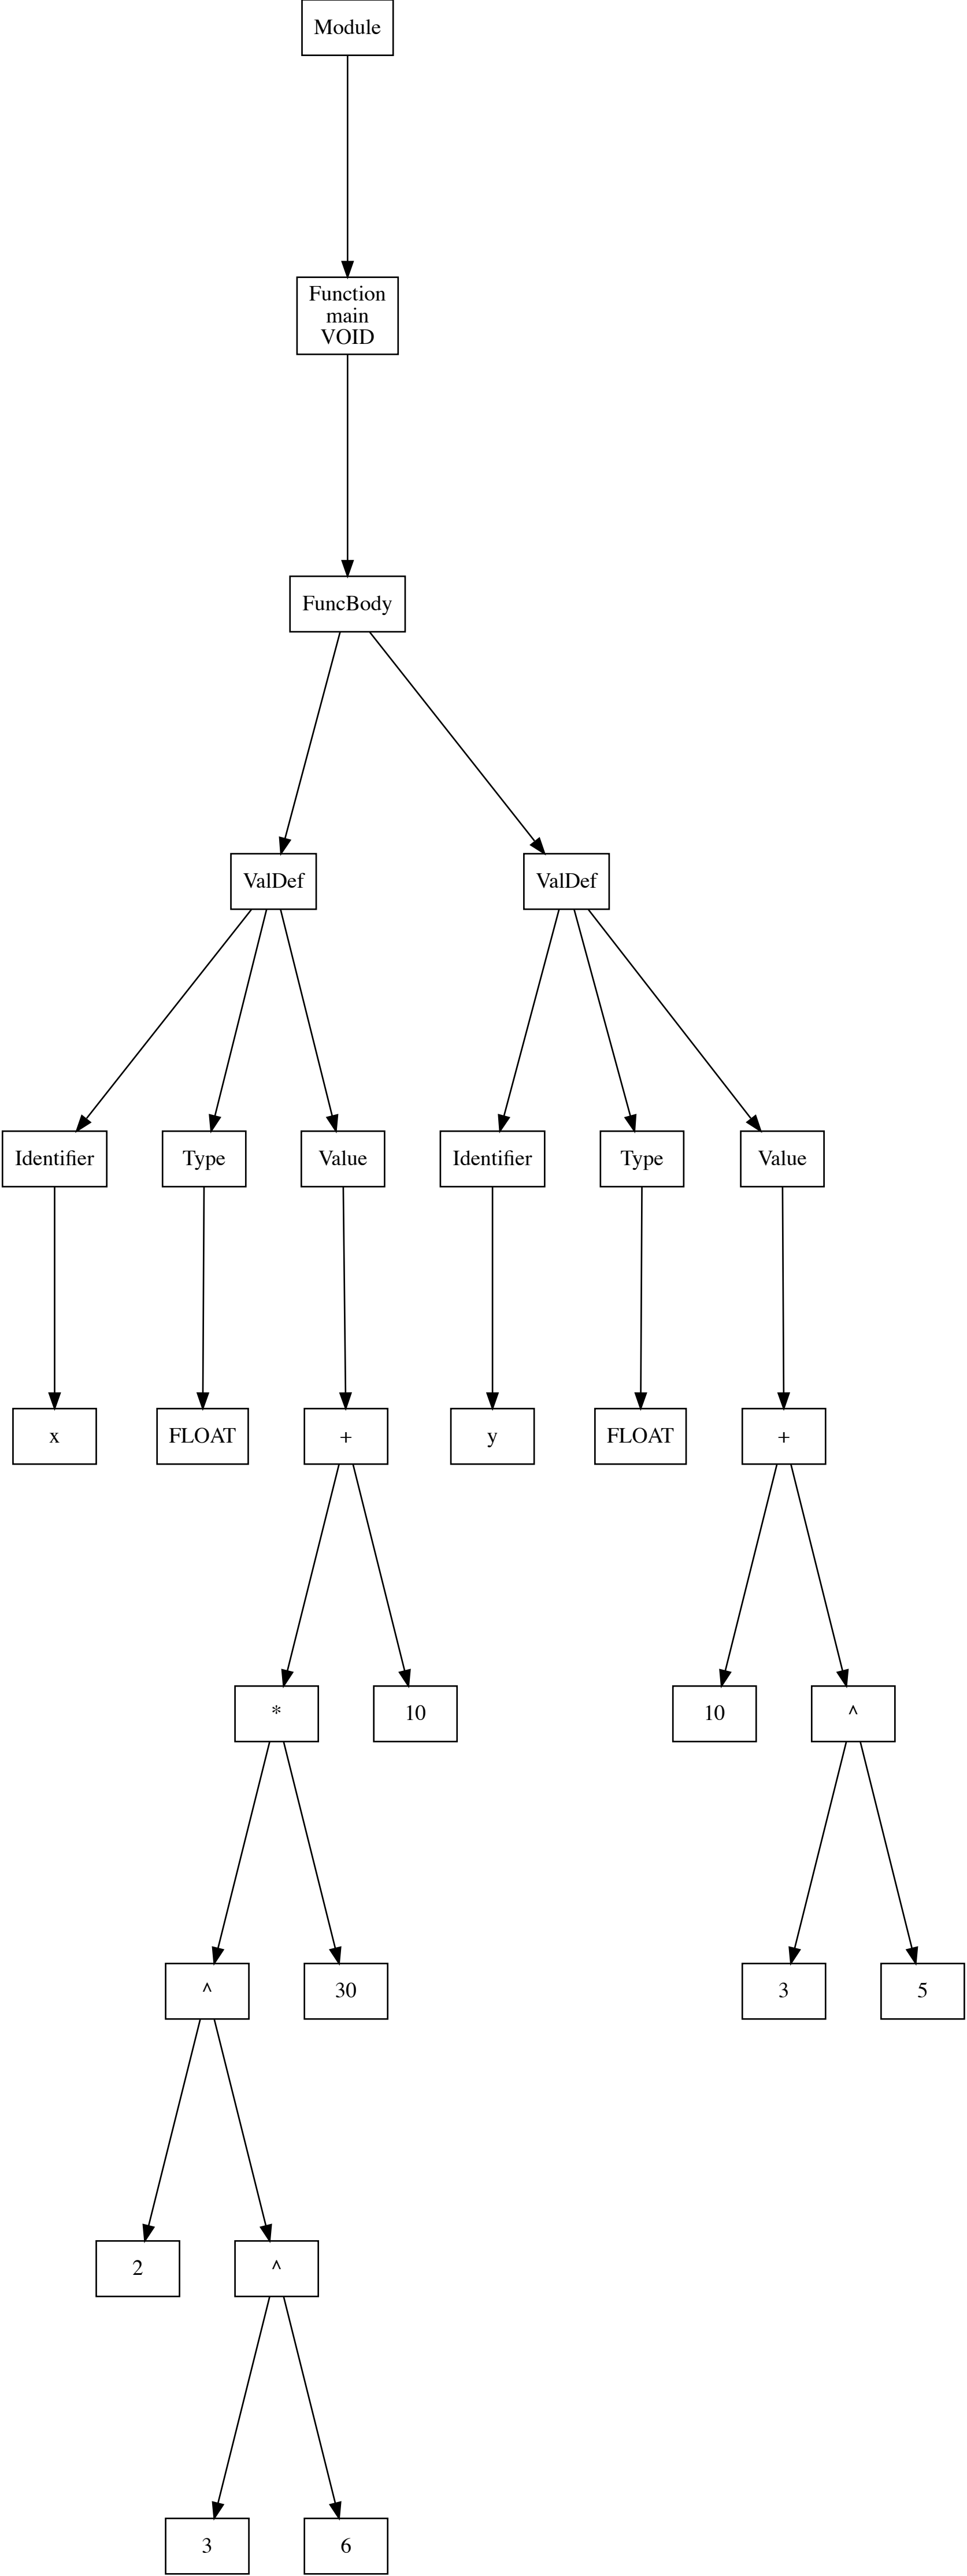 Module
Function
main
VOID
FuncBody
ValDef
ValDef
Identifier
Type
Value
Identifier
Type
Value
x
FLOAT
+
y
FLOAT
+
*
10
10
^
^
30
3
5
2
^
3
6